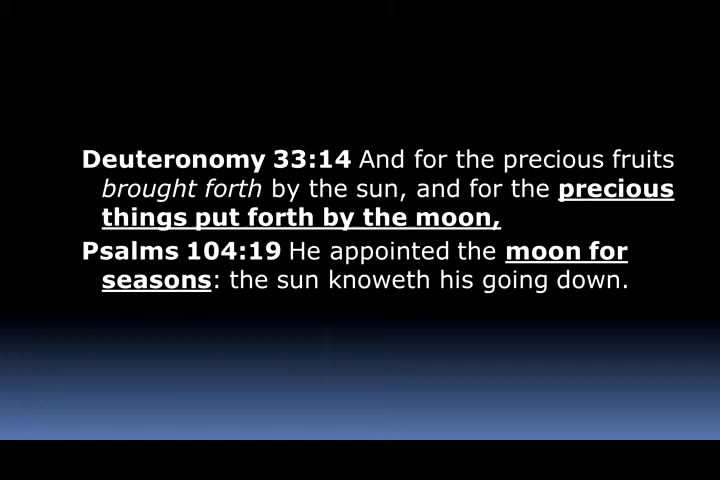 Deuteronomy 33:14 And for the precious fruits
brought forth by the sun, and for the precious
things put forth by the moon,
Psalms 104:19 He appointed the moon for
seasons: the sun knoweth his going down.